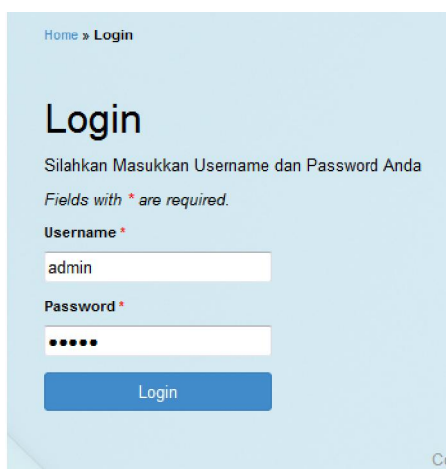 Home » Login
Login
Silahkan Masukkan Username dan Password Anda
Fields with * are required.
Username *
admin
Password *
•••••
Login